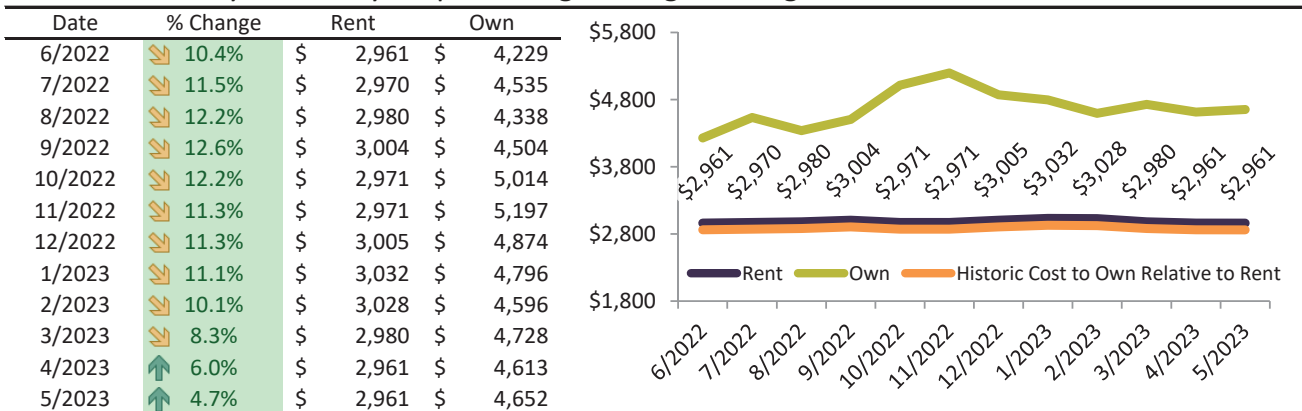 Date % Change Rent Own
6/2022 10.4% $ 2,961 $ 4,229
7/2022 11.5% $ 2,970 $ 4,535
8/2022 12.2% $ 2,980 $ 4,338
9/2022 12.6% $ 3,004 $ 4,504
10/2022 12.2% $ 2,971 $ 5,014
11/2022 11.3% $ 2,971 $ 5,197
12/2022 11.3% $ 3,005 $ 4,874
1/2023 11.1% $ 3,032 $ 4,796
2/2023 10.1% $ 3,028 $ 4,596
3/2023 8.3% $ 2,980 $ 4,728
4/2023 6.0% $ 2,961 $ 4,613
5/2023 4.7% $ 2,961 $ 4,652
$5,800
$4,800
$3,800
$2,800
$1,800
$2,961 $2,970 $2,980 $3,004 $2,971 $2,971 $3,005 $3,032 $3,028 $2,980 $2,961 $2,961
Rent Own Historic Cost to Own Relative to Rent
6/2022 7/2022 8/2022 9/2022 10/2022 11/2022 12/2022 1/2023 2/2023 3/2023 4/2023 5/2023